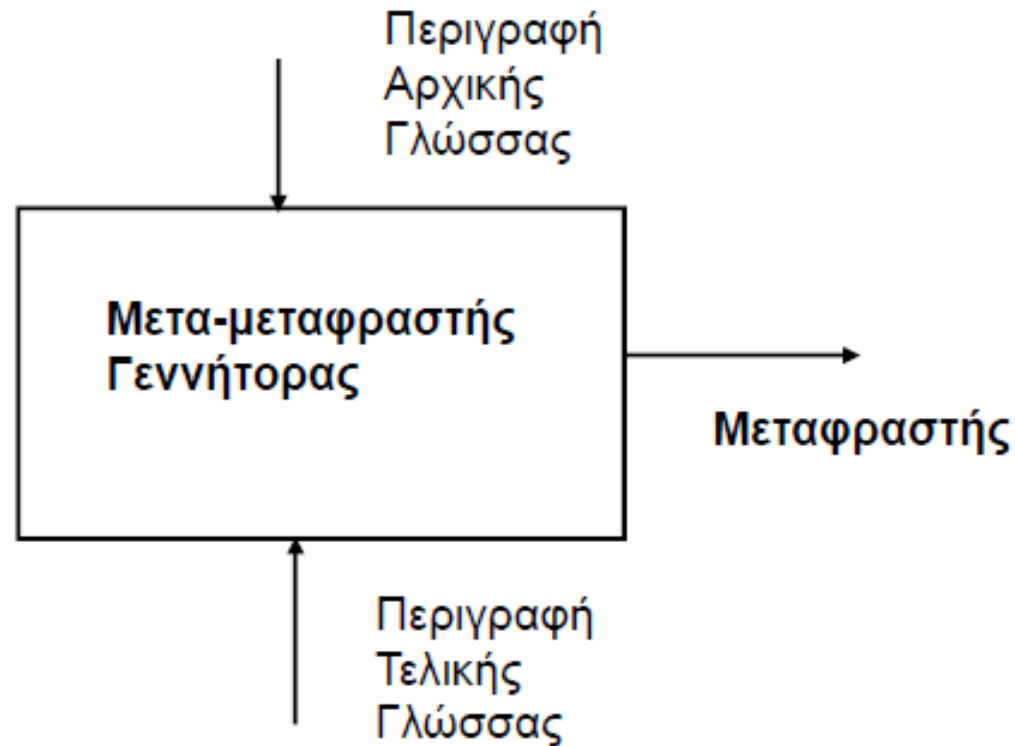 Περιγραφή
Αρχικής
Γλώσσας
Μετα-μεταφραστής
Γεννήτορας
Μεταφραστής
Περιγραφή
Τελικής
Γλώσσας